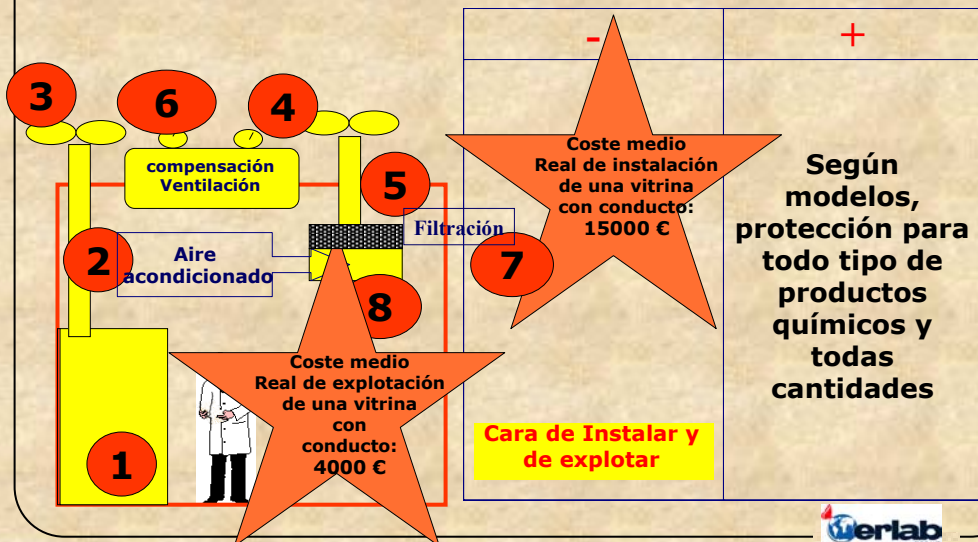 -
+
3
6
4
compensación
Ventilación
5
Filtración
2
Aire
acondicionado
7
8
1
Coste medio
Real de instalación
de una vitrina
con conducto:
15000 €
Coste medio
Real de explotación
de una vitrina
con
conducto:
4000 €
Cara de Instalar y
de explotar
Según
modelos,
protección para
todo tipo de
productos
químicos y
todas
cantidades
erlab